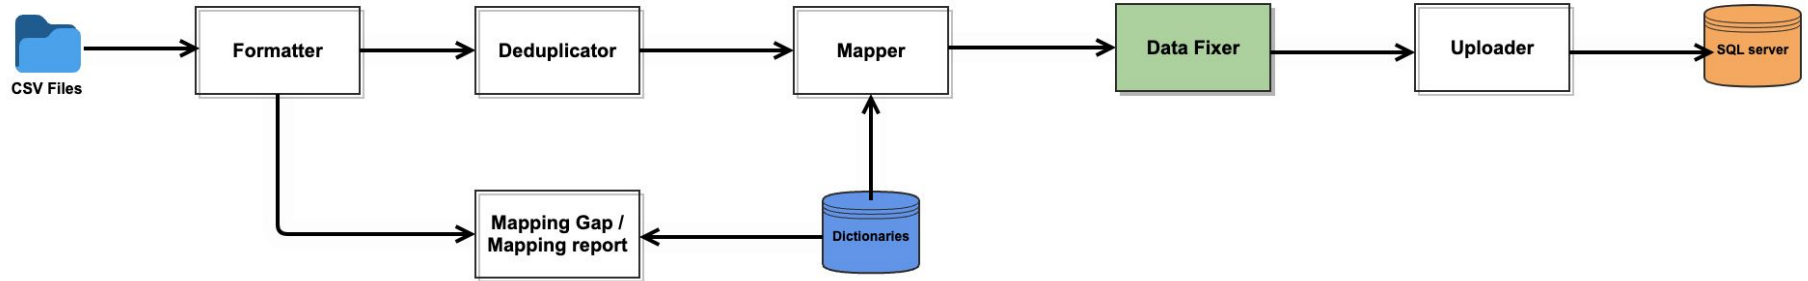 CSV Files
Formatter
Deduplicator
Mapper
Data Fixer
Uploader
SQL server
Mapping Gap /
Mapping report
Dictionaries